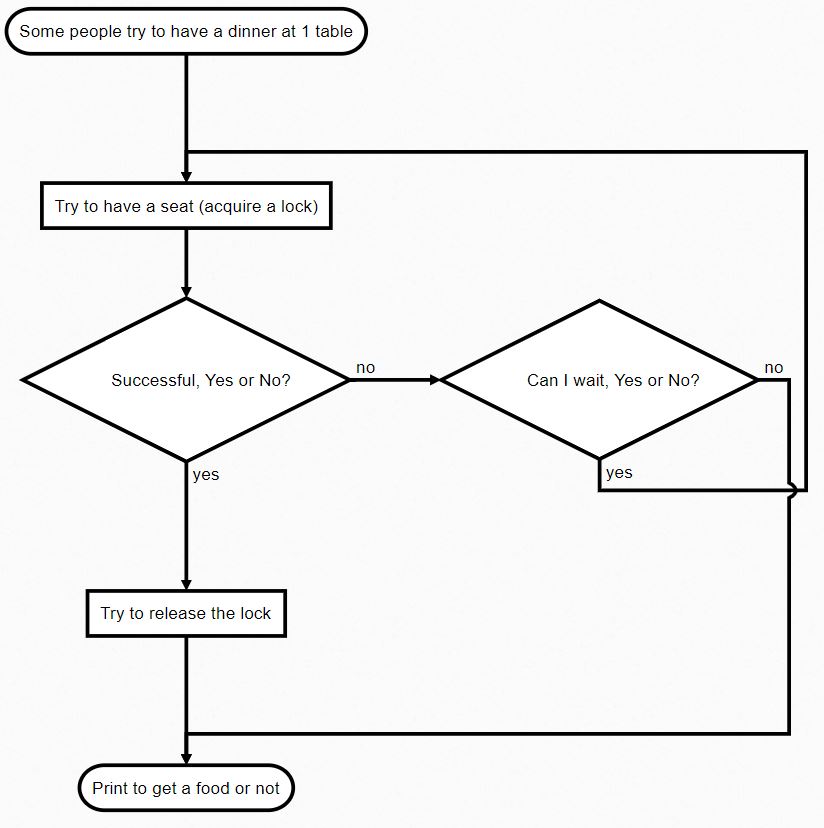 Some people try to have a dinner at 1 table
Try to have a seat (acquire a lock)
Successful, Yes or No?
no
Can I wait, Yes or No?
no
yes
yes
Try to release the lock
Print to get a food or not